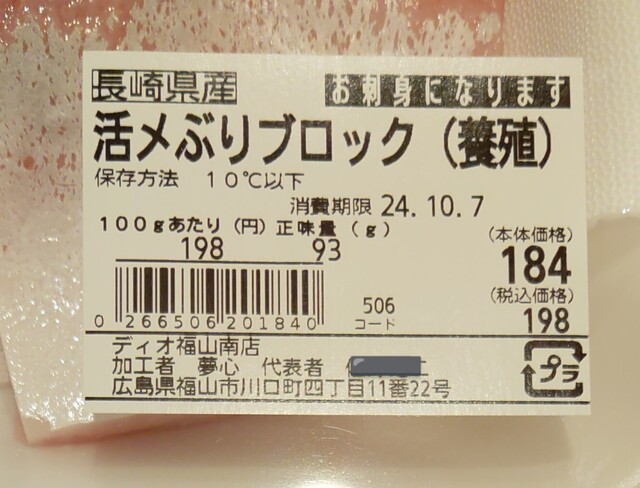 長崎県産 お刺身になります
活〆ぶりブロック（養殖）
保存方法 １０℃以下
消費期限 24.10.7
100gあたり（円）正味量（g） （本体価格）
198 93 184
（税込価格）
506 198
コード
0 266506 201840
ディオ福山南店
加工者 夢心 代表者
広島県福山市川口町四丁目11番22号
プラ